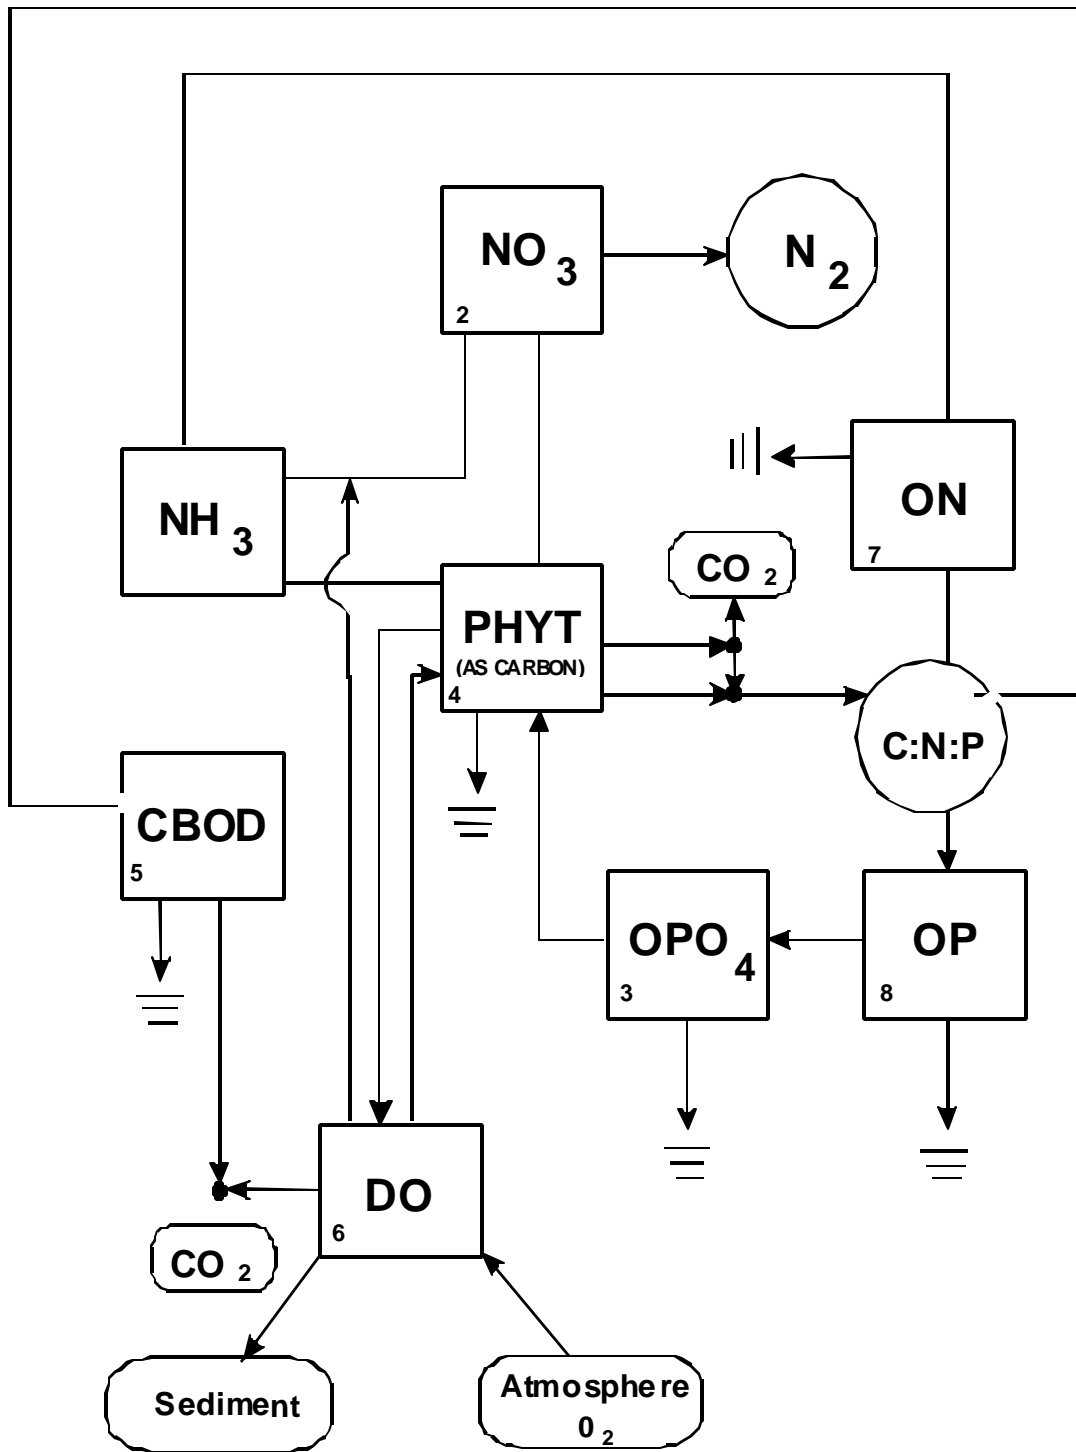 NO 3
2
N 2
NH 3
ON
7
CO 2
PHYT
(AS CARBON)
4
C:N:P
CBOD
5
OPO 4
3
OP
8
DO
6
CO 2
Sediment
Atmosphere
0 2